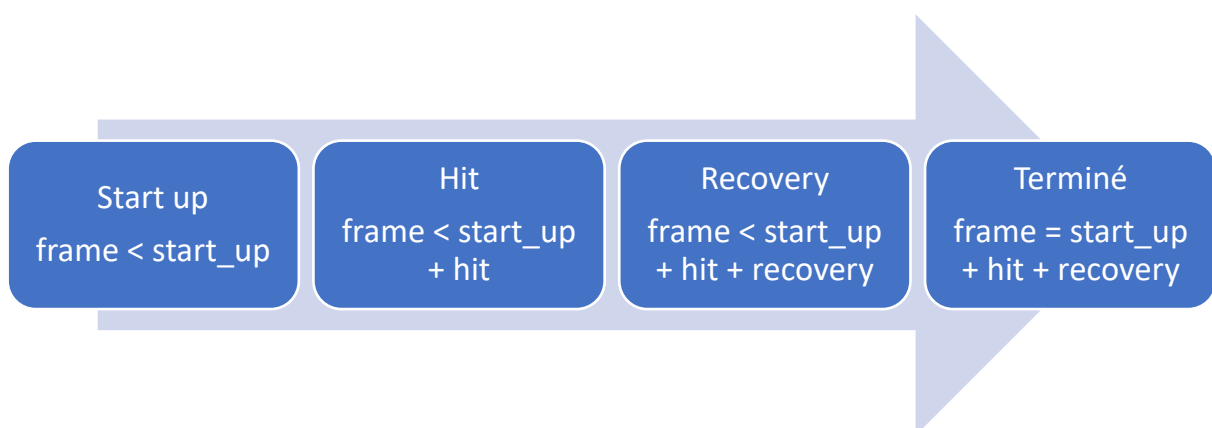 Start up
frame < start_up
Hit
frame < start_up
+ hit
Recovery
frame < start_up
+ hit + recovery
Terminé
frame = start_up
+ hit + recovery